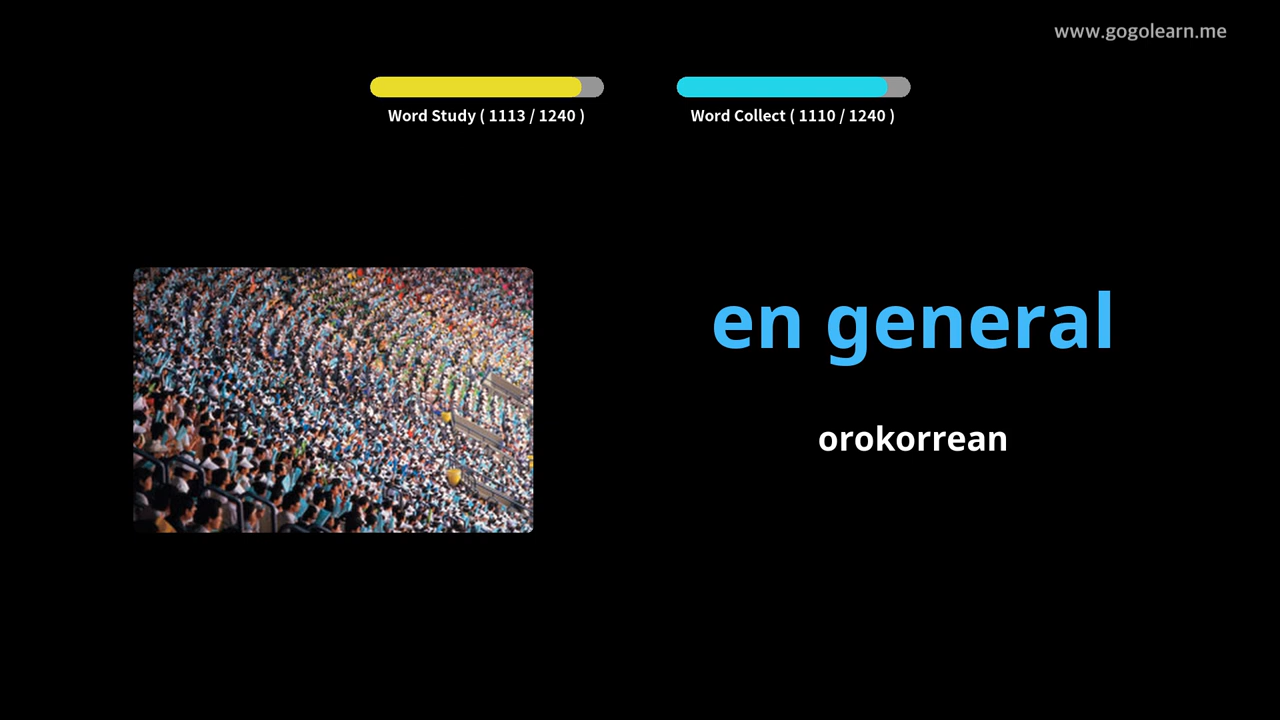 www.gogolearn.me
Word Study ( 1113 / 1240 )
Word Collect ( 1110 / 1240 )
en general
orokorrean